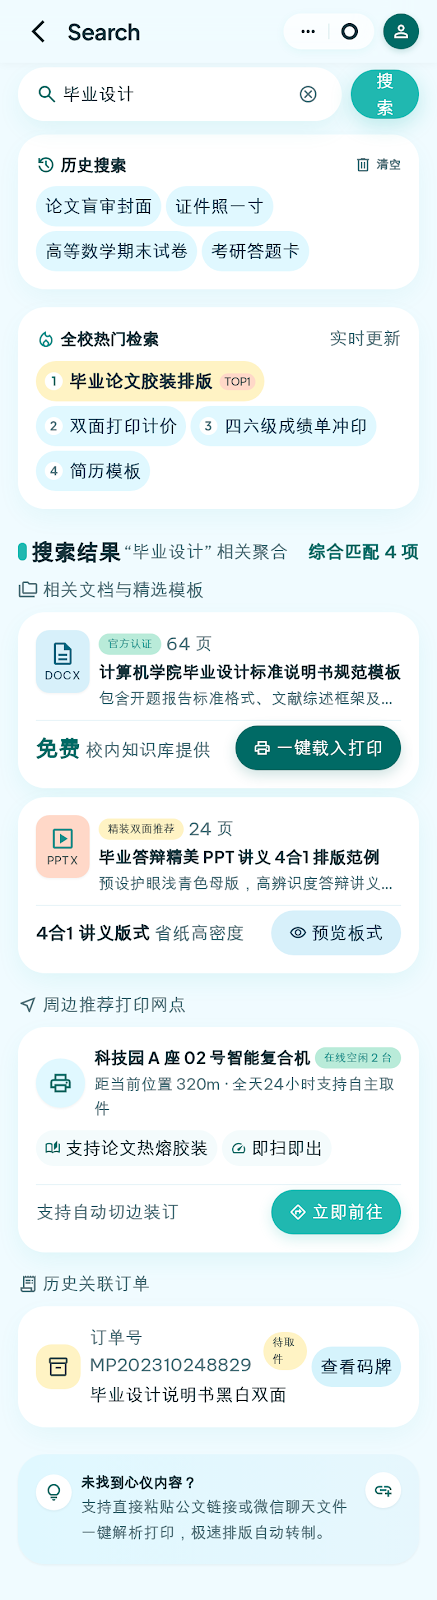 Search
毕业设计
搜
索
历史搜索
清空
论文盲审封面
证件照一寸
高等数学期末试卷
考研答题卡
全校热门检索
实时更新
1 毕业论文胶装排版 TOP1
2 双面打印计价
3 四六级成绩单冲印
4 简历模板
搜索结果 “毕业设计” 相关聚合 综合匹配 4 项
相关文档与精选模板
DOCX
官方认证 64 页
计算机学院毕业设计标准说明书规范模板
包含开题报告标准格式、文献综述框架及...
免费 校内知识库提供
一键载入打印
PPTX
精装双面推荐 24 页
毕业答辩精美 PPT 讲义 4合1 排版范例
预设护眼浅青色母版，高辨识度答辩讲义...
4合1 讲义版式 省纸高密度
预览板式
周边推荐打印网点
科技园 A 座 02 号智能复合机 在线空闲 2 台
距当前位置 320m · 全天24小时支持自主取
件
支持论文热熔胶装
即扫即出
支持自动切边装订
立即前往
历史关联订单
订单号
MP202310248829
待取
件
查看码牌
毕业设计说明书黑白双面
未找到心仪内容？
支持直接粘贴公文链接或微信聊天文件
一键解析打印，极速排版自动转制。